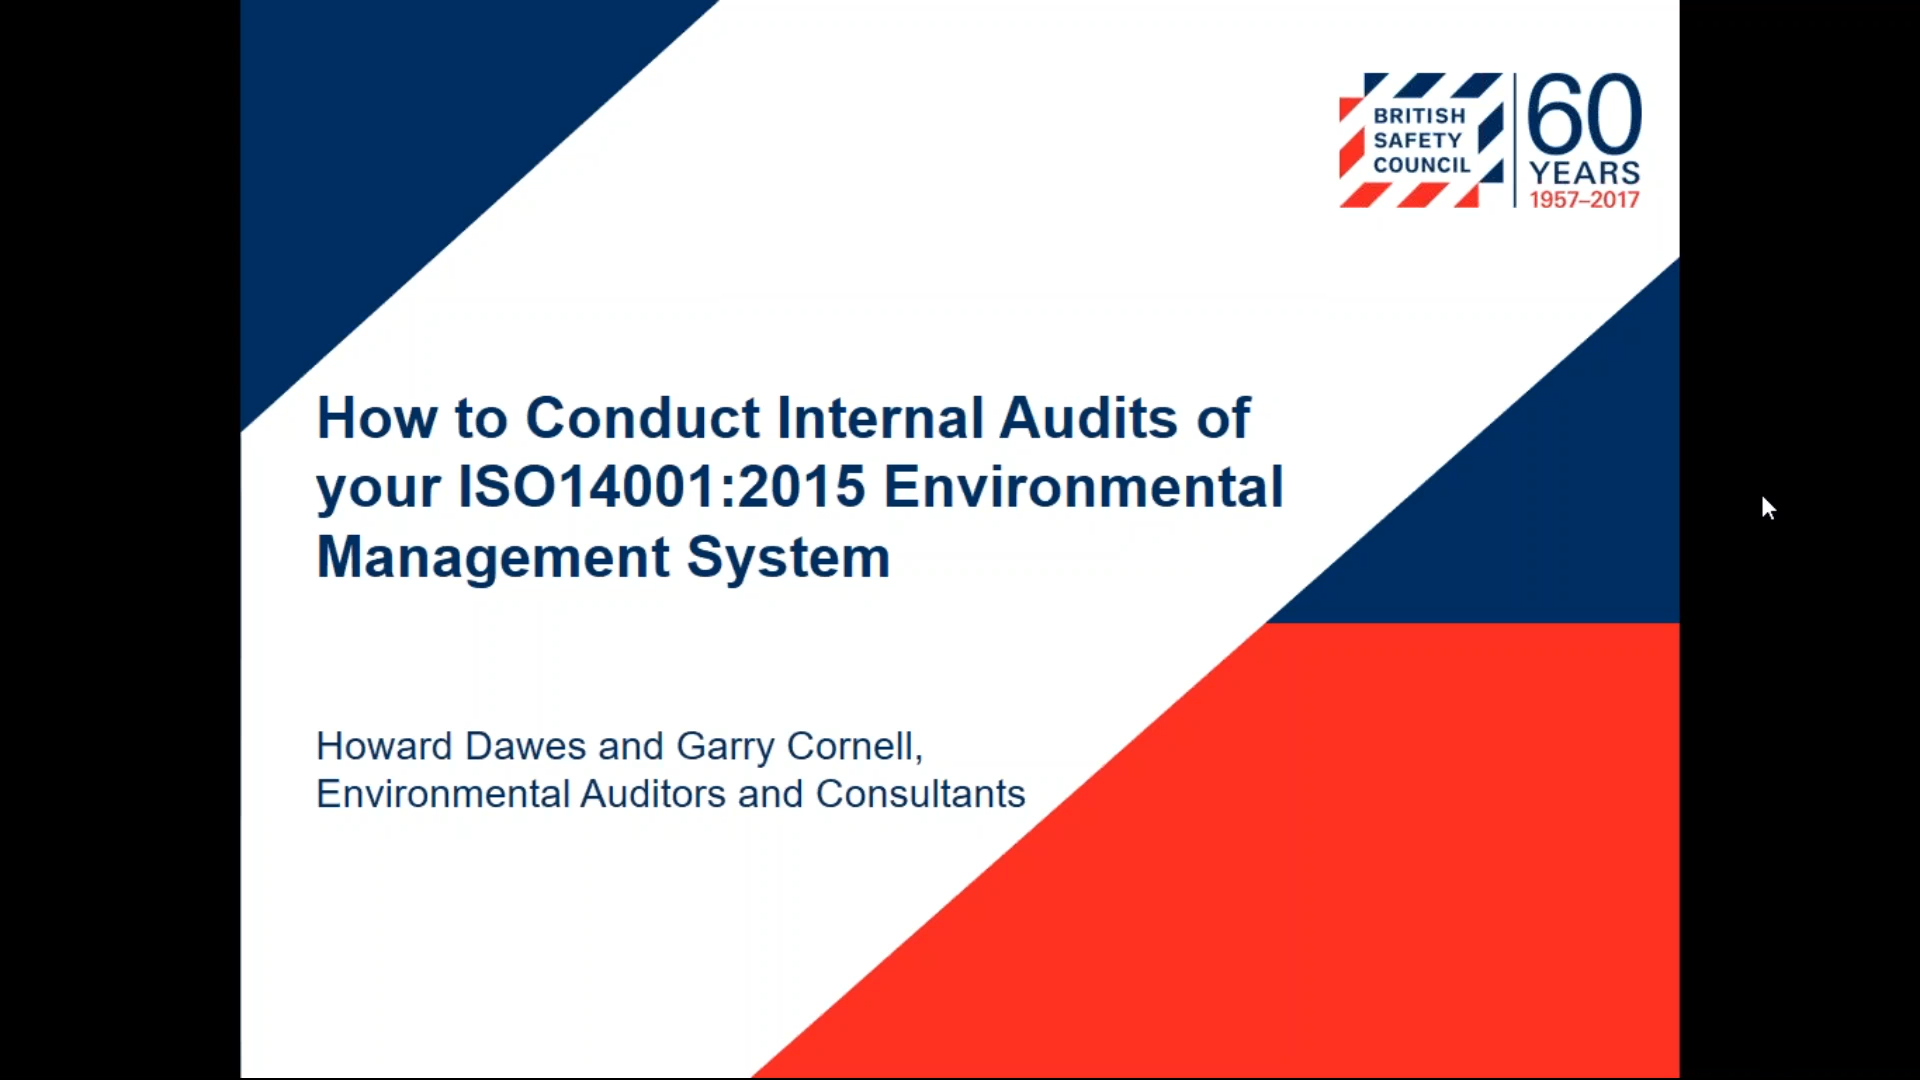 BRITISH
SAFETY
COUNCIL
60
YEARS
1957–2017
How to Conduct Internal Audits of
your ISO14001:2015 Environmental
Management System
Howard Dawes and Garry Cornell,
Environmental Auditors and Consultants